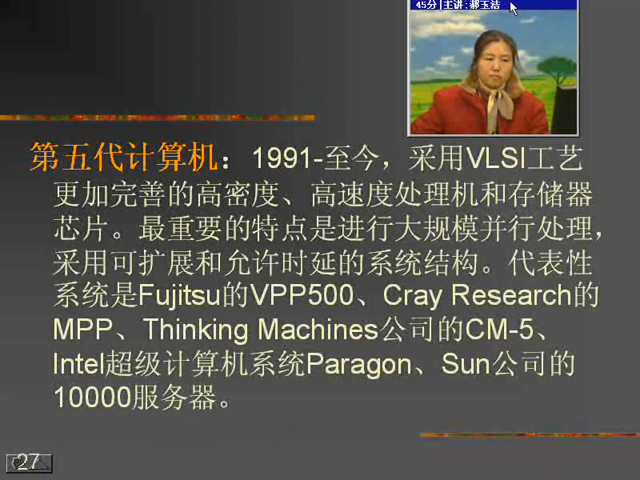 45分|主讲:郝玉洁
第五代计算机：1991-至今，采用VLSI工艺
更加完善的高密度、高速度处理机和存储器
芯片。最重要的特点是进行大规模并行处理，
采用可扩展和允许时延的系统结构。代表性
系统是Fujitsu的VPP500、Cray Research的
MPP、Thinking Machines公司的CM-5、
Intel超级计算机系统Paragon、Sun公司的
10000服务器。
27